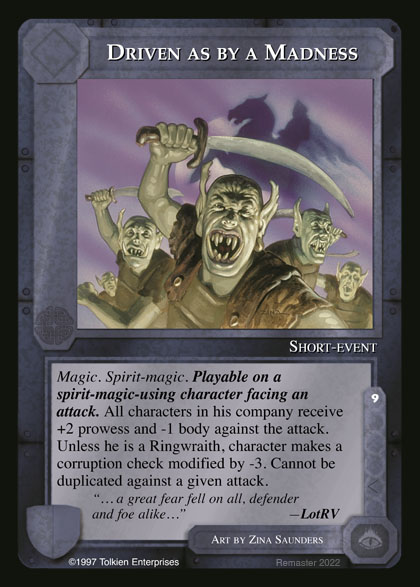 DRIVEN AS BY A MADNESS
SHORT-EVENT
Magic. Spirit-magic. Playable on a
spirit-magic-using character facing an
attack. All characters in his company receive
+2 prowess and -1 body against the attack.
Unless he is a Ringwraith, character makes a
corruption check modified by -3. Cannot be
duplicated against a given attack.
“… a great fear fell on all, defender
and foe alike…” –LotRV
9
ART BY ZINA SAUNDERS
©1997 Tolkien Enterprises
Remaster 2022